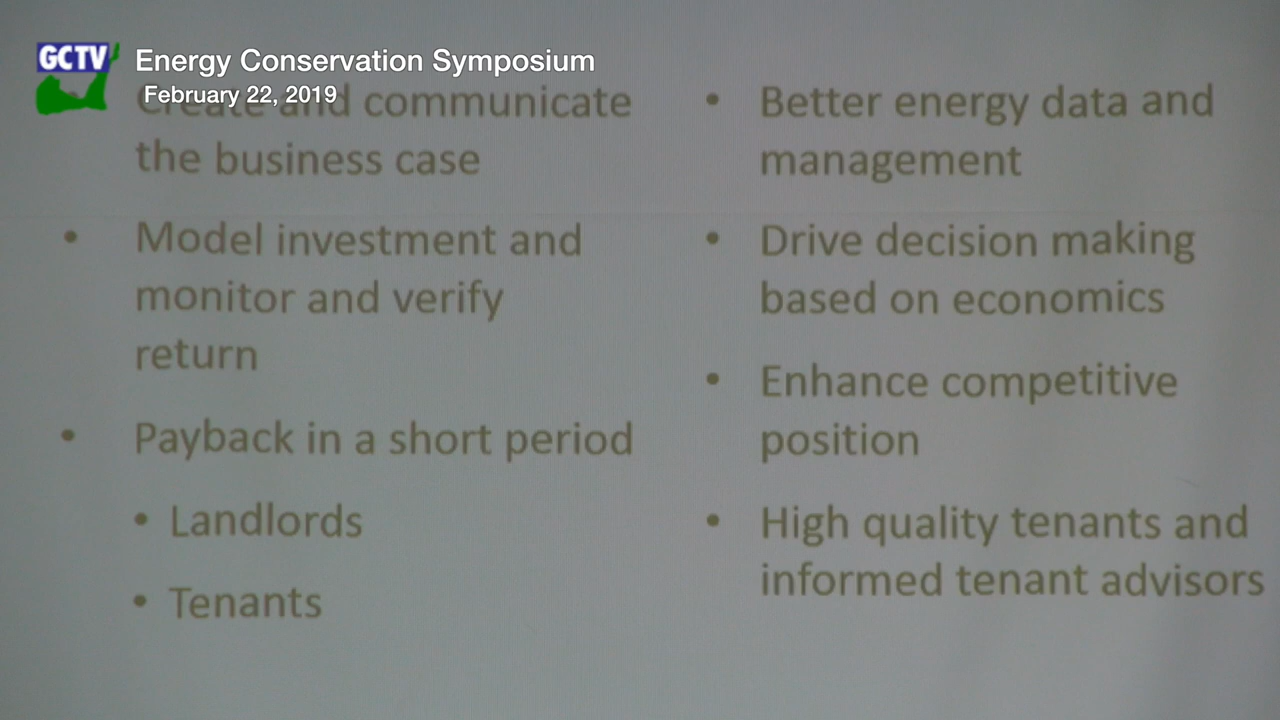 GCTV
Energy Conservation Symposium
February 22, 2019
Create and communicate
the business case
• Model investment and
monitor and verify
return
• Payback in a short period
• Landlords
• Tenants
• Better energy data and
management
• Drive decision making
based on economics
• Enhance competitive
position
• High quality tenants and
informed tenant advisors